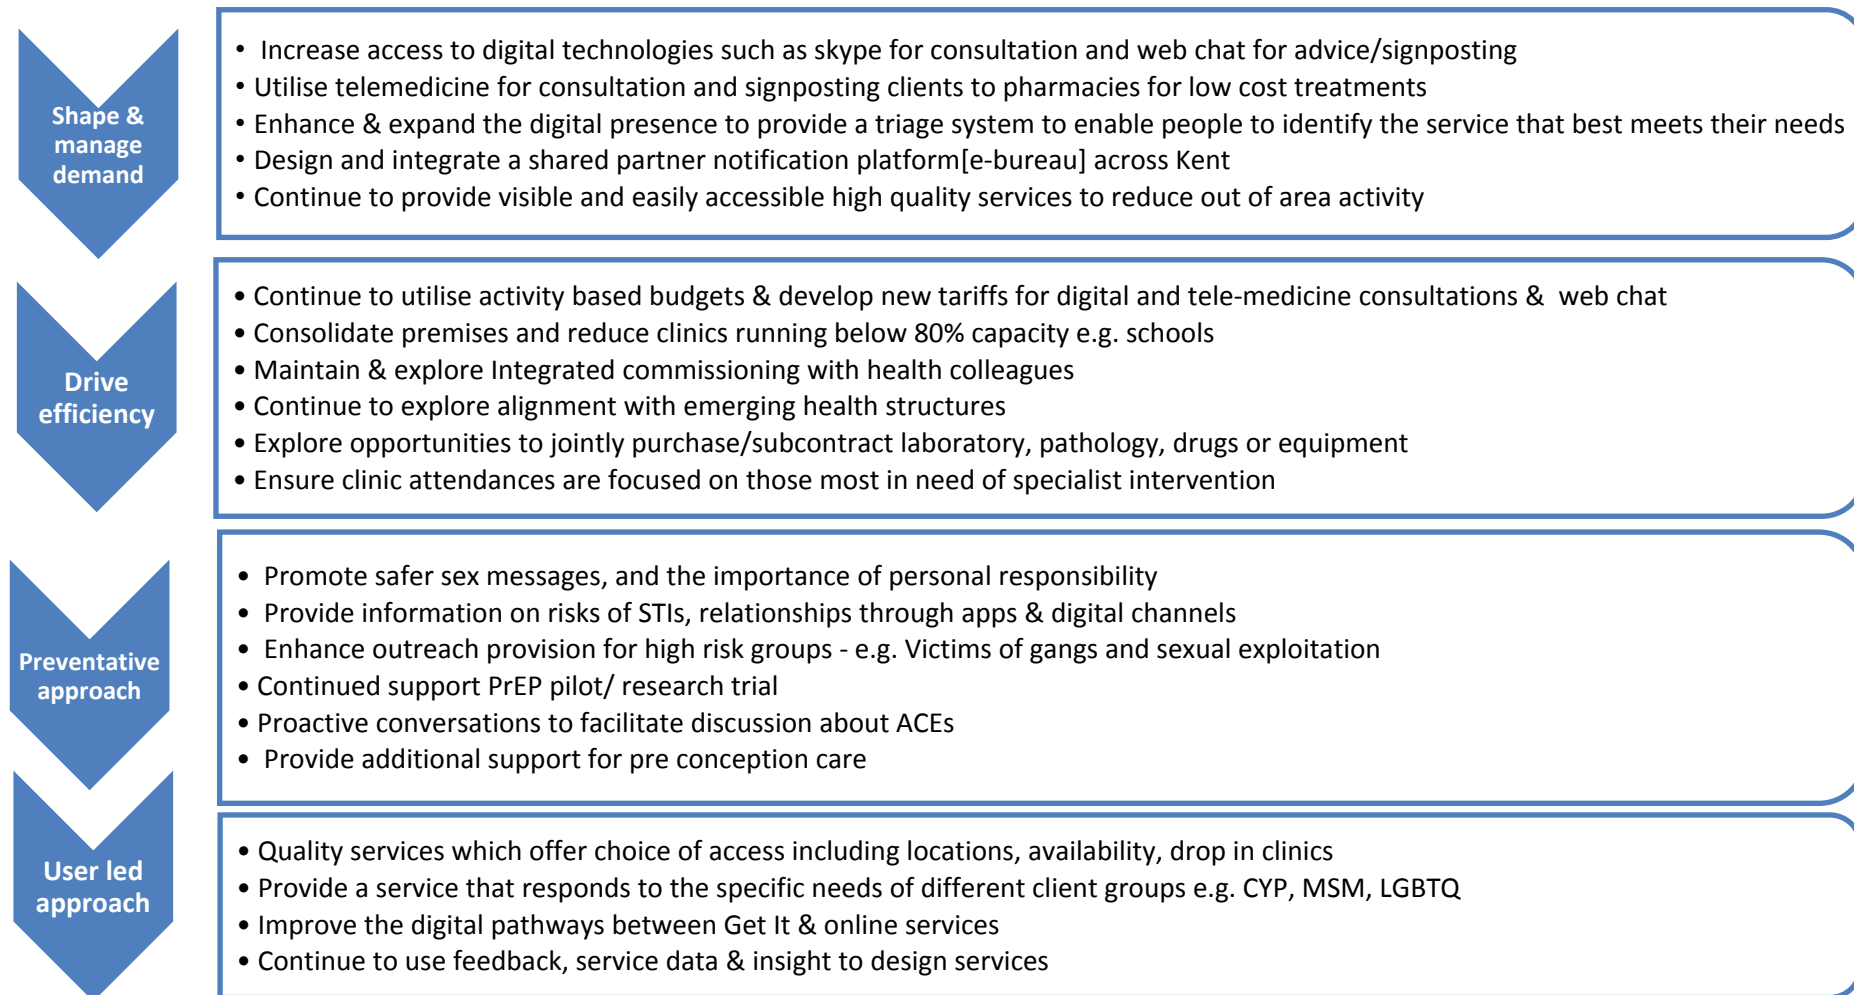 Shape &
manage
demand
• Increase access to digital technologies such as skype for consultation and web chat for advice/signposting
• Utilise telemedicine for consultation and signposting clients to pharmacies for low cost treatments
• Enhance & expand the digital presence to provide a triage system to enable people to identify the service that best meets their needs
• Design and integrate a shared partner notification platform[e-bureau] across Kent
• Continue to provide visible and easily accessible high quality services to reduce out of area activity
Drive
efficiency
• Continue to utilise activity based budgets & develop new tariffs for digital and tele-medicine consultations & web chat
• Consolidate premises and reduce clinics running below 80% capacity e.g. schools
• Maintain & explore Integrated commissioning with health colleagues
• Continue to explore alignment with emerging health structures
• Explore opportunities to jointly purchase/subcontract laboratory, pathology, drugs or equipment
• Ensure clinic attendances are focused on those most in need of specialist intervention
Preventative
approach
• Promote safer sex messages, and the importance of personal responsibility
• Provide information on risks of STIs, relationships through apps & digital channels
• Enhance outreach provision for high risk groups - e.g. Victims of gangs and sexual exploitation
• Continued support PrEP pilot/ research trial
• Proactive conversations to facilitate discussion about ACEs
• Provide additional support for pre conception care
User led
approach
• Quality services which offer choice of access including locations, availability, drop in clinics
• Provide a service that responds to the specific needs of different client groups e.g. CYP, MSM, LGBTQ
• Improve the digital pathways between Get It & online services
• Continue to use feedback, service data & insight to design services